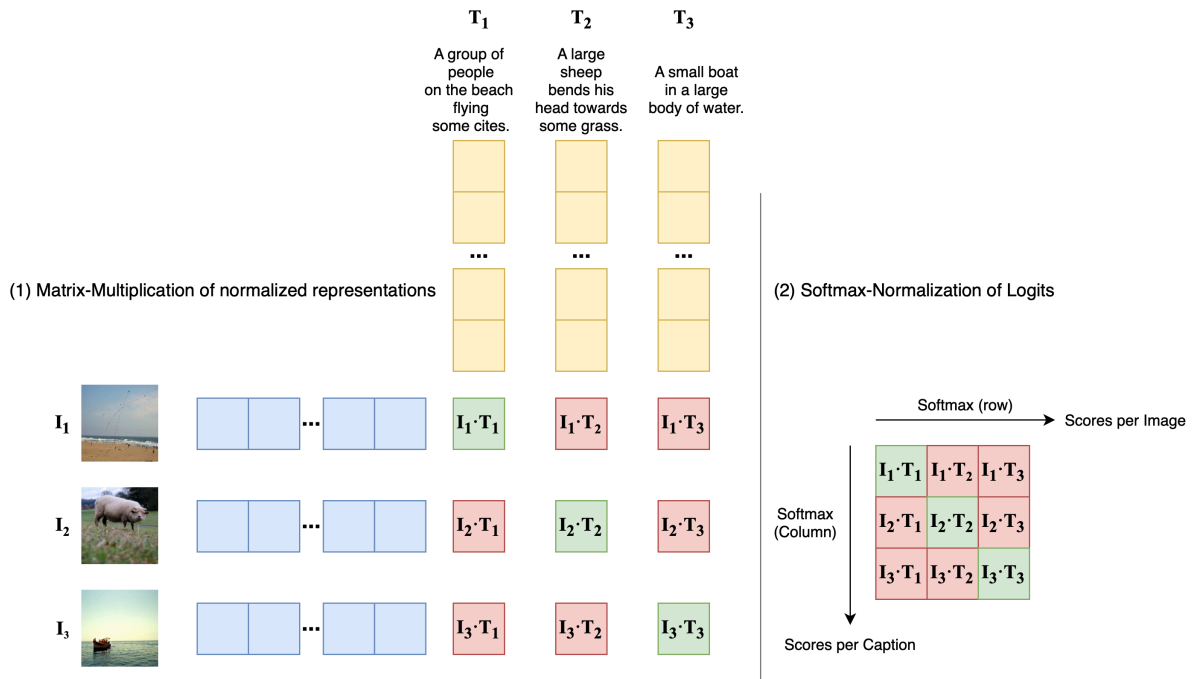 T₁
T₂
T₃
A group of
people
on the beach
flying
some cites.
A large
sheep
bends his
head towards
some grass.
A small boat
in a large
body of water.
...
...
...
(1) Matrix-Multiplication of normalized representations
(2) Softmax-Normalization of Logits
I₁
...
I₁·T₁
I₁·T₂
I₁·T₃
I₂
...
I₂·T₁
I₂·T₂
I₂·T₃
I₃
...
I₃·T₁
I₃·T₂
I₃·T₃
Softmax (row)
Scores per Image
Softmax
(Column)
I₁·T₁ I₁·T₂ I₁·T₃
I₂·T₁ I₂·T₂ I₂·T₃
I₃·T₁ I₃·T₂ I₃·T₃
Scores per Caption